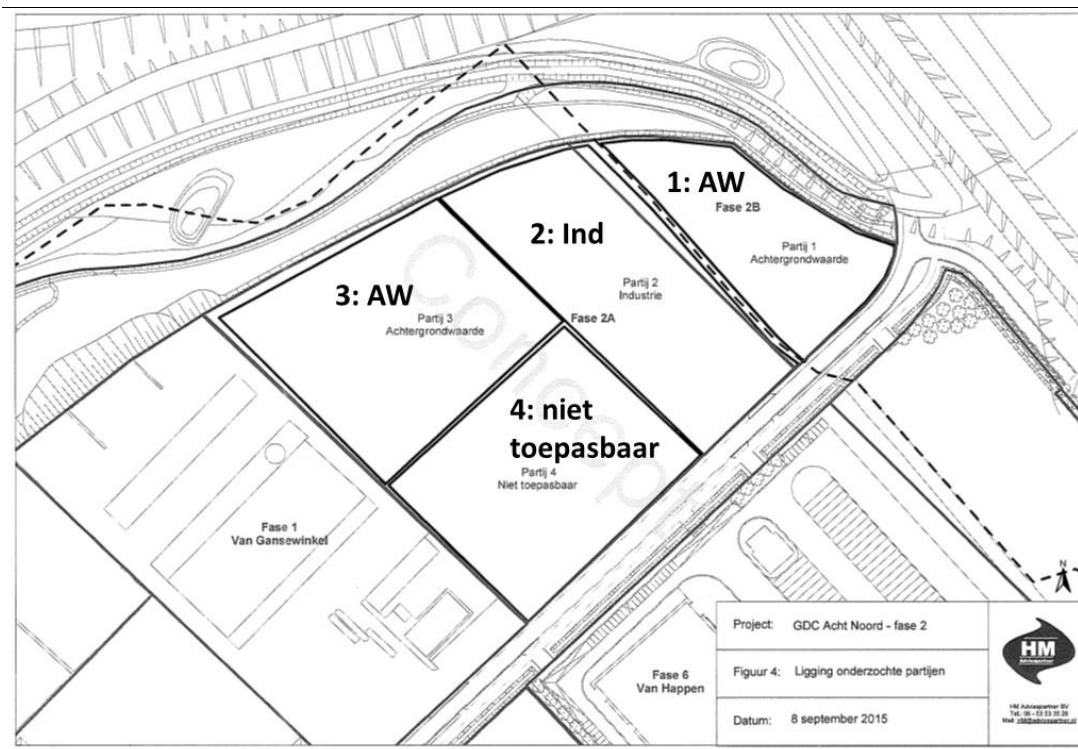 1: AW
Fase 2B
Partij 1
Achtergrondwaarde
2: Ind
Partij 2
Industrie
3: AW
Partij 3
Achtergrondwaarde
Fase 2A
4: niet
toepasbaar
Partij 4
Niet toepasbaar
Concept
Fase 1
Van Gansewinkel
Fase 6
Van Happen
N
Project: GDC Acht Noord - fase 2
Figuur 4: Ligging onderzochte partijen
Datum: 8 september 2015
HM
Adviespartner
HM Adviespartner BV